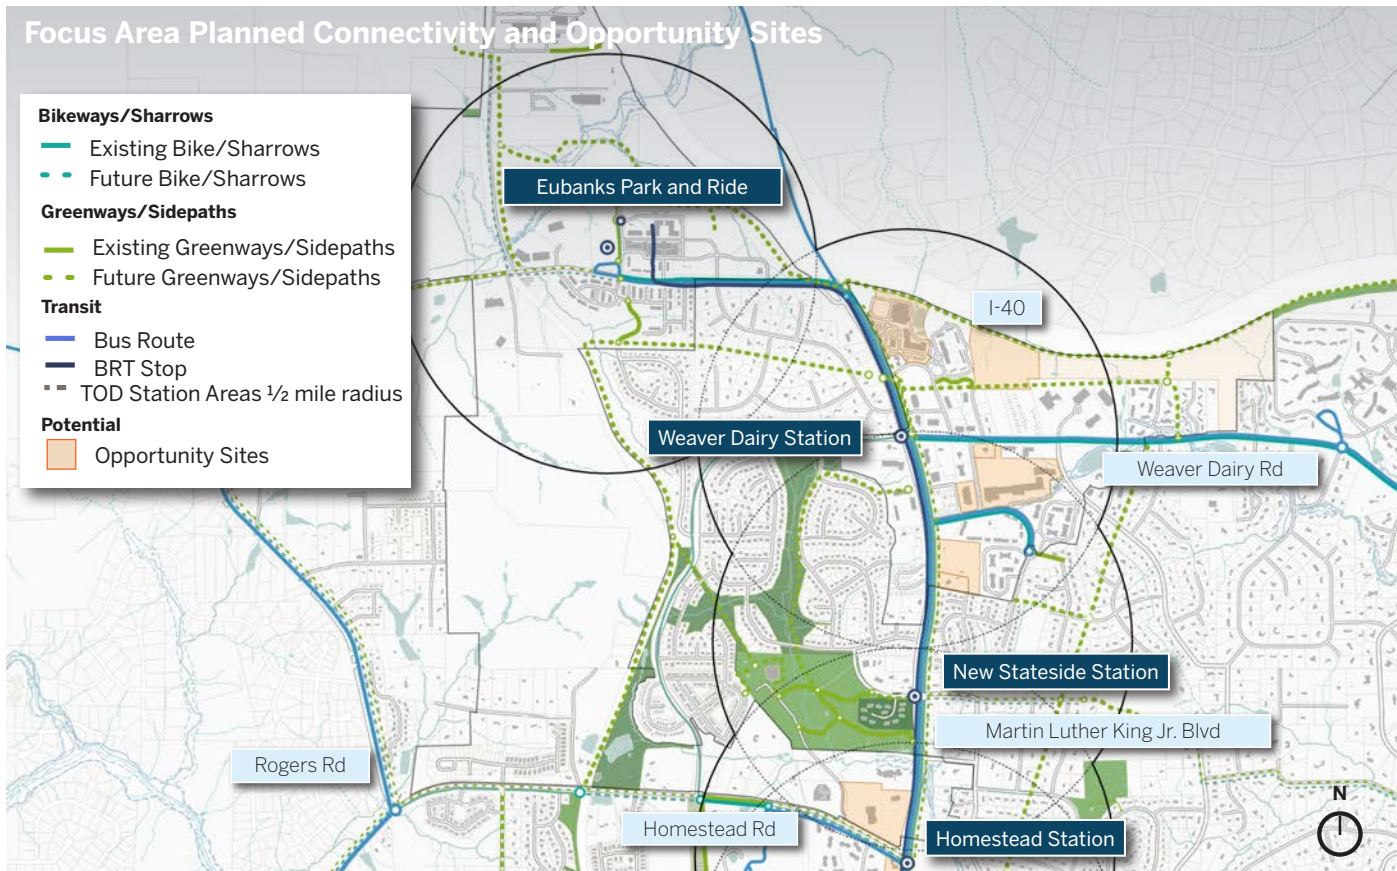 Focus Area Planned Connectivity and Opportunity Sites
Bikeways/Sharrows
Existing Bike/Sharrows
Future Bike/Sharrows
Greenways/Sidepaths
Existing Greenways/Sidepaths
Future Greenways/Sidepaths
Transit
Bus Route
BRT Stop
TOD Station Areas ½ mile radius
Potential
Opportunity Sites
Eubanks Park and Ride
I-40
Weaver Dairy Station
Weaver Dairy Rd
New Stateside Station
Martin Luther King Jr. Blvd
Rogers Rd
Homestead Rd
Homestead Station
N